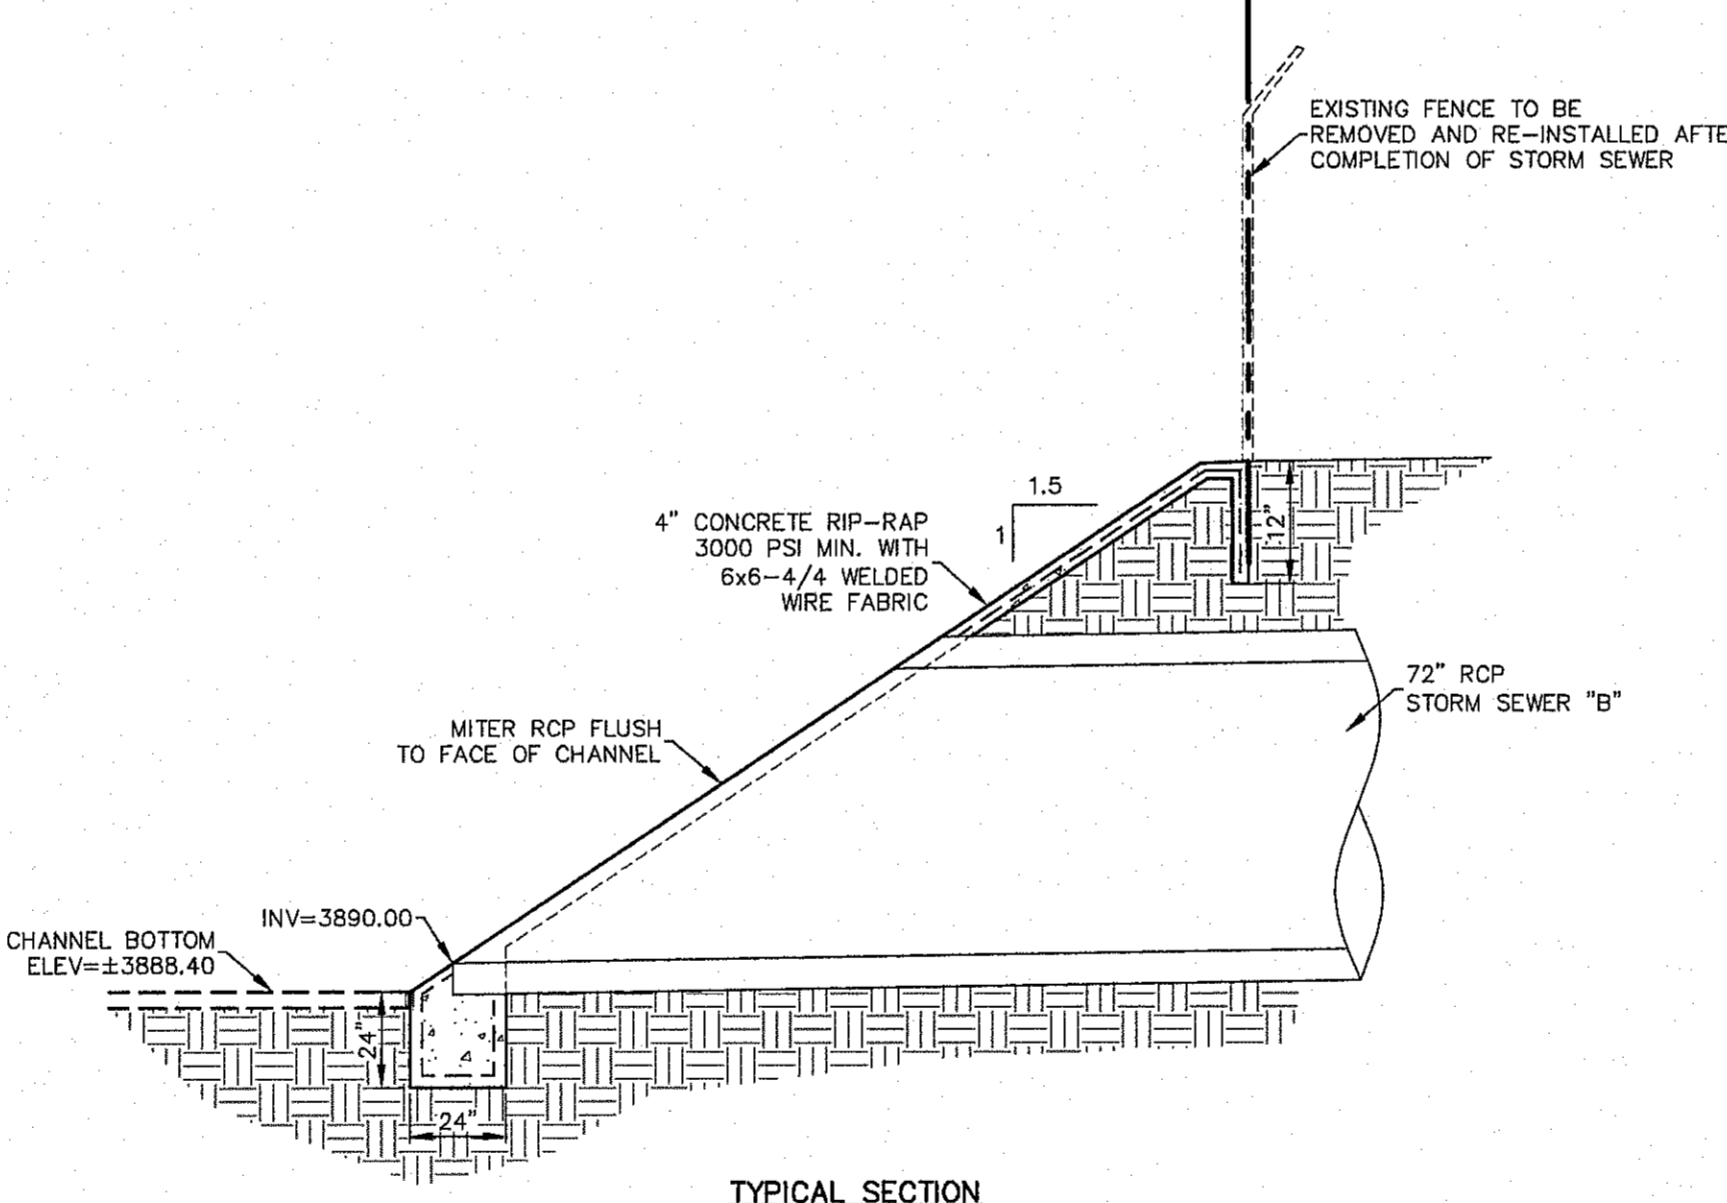 EXISTING FENCE TO BE
REMOVED AND RE-INSTALLED AFTE
COMPLETION OF STORM SEWER
1.5
1
4" CONCRETE RIP-RAP
3000 PSI MIN. WITH
6x6-4/4 WELDED
WIRE FABRIC
12"
72" RCP
STORM SEWER "B"
MITER RCP FLUSH
TO FACE OF CHANNEL
INV=3890.00
CHANNEL BOTTOM
ELEV=±3888.40
24"
24"
TYPICAL SECTION